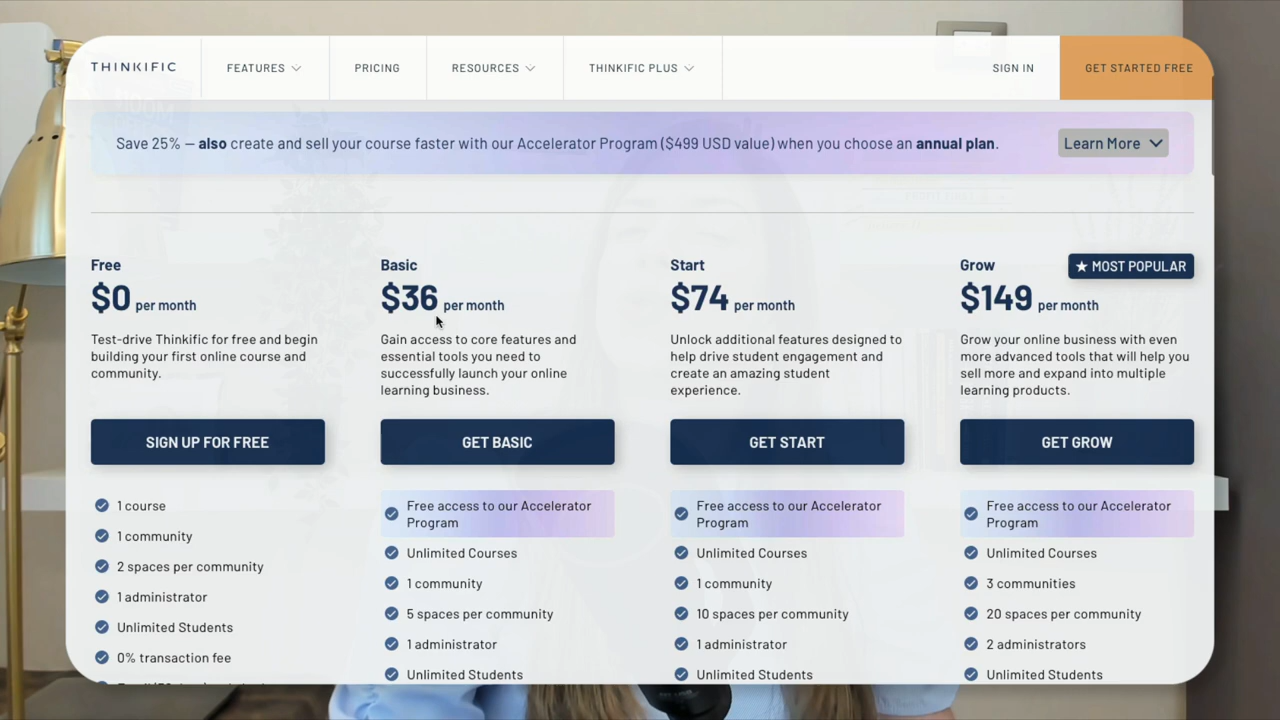 THINKIFIC
FEATURES
PRICING
RESOURCES
THINKIFIC PLUS
SIGN IN
GET STARTED FREE
Save 25% – also create and sell your course faster with our Accelerator Program ($499 USD value) when you choose an annual plan.
Learn More
Free
$0 per month
Test-drive Thinkific for free and begin
building your first online course and
community.
SIGN UP FOR FREE
1 course
1 community
2 spaces per community
1 administrator
Unlimited Students
0% transaction fee
Basic
$36 per month
Gain access to core features and
essential tools you need to
successfully launch your online
learning business.
GET BASIC
Free access to our Accelerator
Program
Unlimited Courses
1 community
5 spaces per community
1 administrator
Unlimited Students
Start
$74 per month
Unlock additional features designed to
help drive student engagement and
create an amazing student
experience.
GET START
Free access to our Accelerator
Program
Unlimited Courses
1 community
10 spaces per community
1 administrator
Unlimited Students
Grow
★ MOST POPULAR
$149 per month
Grow your online business with even
more advanced tools that will help you
sell more and expand into multiple
learning products.
GET GROW
Free access to our Accelerator
Program
Unlimited Courses
3 communities
20 spaces per community
2 administrators
Unlimited Students